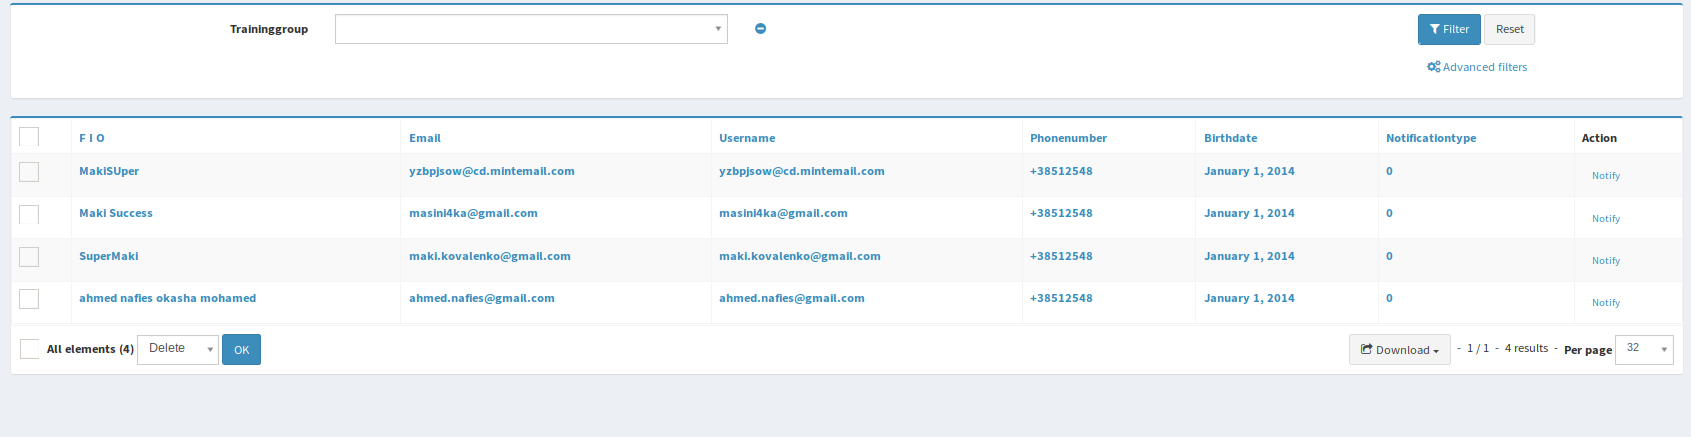 Traininggroup
Filter Reset
Advanced filters
F I O Email Username Phonenumber Birthdate Notificationtype Action
MakiSUper yzbpjsow@cd.mintemail.com yzbpjsow@cd.mintemail.com +38512548 January 1, 2014 0 Notify
Maki Success masini4ka@gmail.com masini4ka@gmail.com +38512548 January 1, 2014 0 Notify
SuperMaki maki.kovalenko@gmail.com maki.kovalenko@gmail.com +38512548 January 1, 2014 0 Notify
ahmed nafies okasha mohamed ahmed.nafies@gmail.com ahmed.nafies@gmail.com +38512548 January 1, 2014 0 Notify
All elements (4) Delete OK Download - 1 / 1 - 4 results - Per page 32